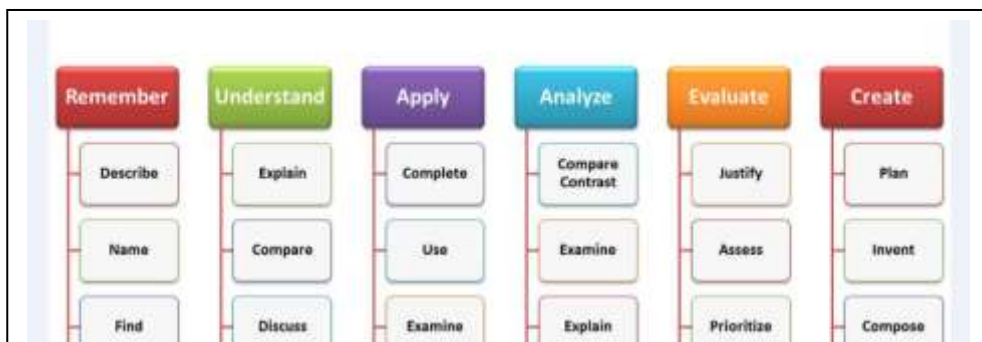 Remember Understand Apply Analyze Evaluate Create
Describe Explain Complete Compare Contrast Justify Plan
Name Compare Use Examine Assess Invent
Find Discuss Examine Explain Prioritize Compose